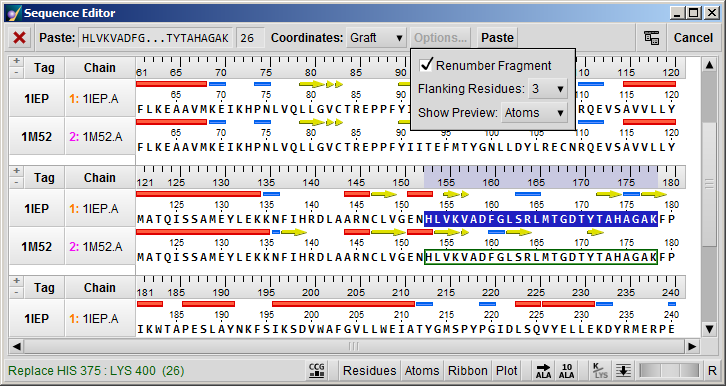 Sequence Editor
Paste: HLVKVADFG...TYTAHAGAK 26 Coordinates: Graft Options... Paste Cancel
Renumber Fragment
Flanking Residues: 3
Show Preview: Atoms
Tag Chain 61 65 70 75 80 85 90 110 115 120
1IEP 1: 1IEP.A FLKEAAVMKEIKHPNLVQLLGVCTREPPFY RQEVSAVVLLY
65 70 75 80 85 90 95 100 105 110 115 120
1M52 2: 1M52.A FLKEAAVMKEIKHPNLVQLLGVCTREPPFYIITEFMTYGNLLDYLRECNRQEVSAVVLLY
Tag Chain 121 125 130 135 140 145 150 155 160 165 170 175 180
1IEP 1: 1IEP.A MATQISSAMEYLEKKNFIHRDLAARNCLVGENHLVKVADFGLSRLMTGDTYTAHAGAKFP
125 130 135 140 145 150 155 160 165 170 175 180
1M52 2: 1M52.A MATQISSAMEYLEKKNFIHRDLAARNCLVGENHLVKVADFGLSRLMTGDTYTAHAGAKFP
Tag Chain 181 185 190 195 200 205 210 215 220 225 230 235 240
1IEP 1: 1IEP.A IKWTAPESLAYNKFSIKSDVWAFGVLLWEIATYGMSPYPGIDLSQVYELLEKDYRMERPE
Replace HIS 375 : LYS 400 (26) CCG Residues Atoms Ribbon Plot ALA 10 ALA K LYS R